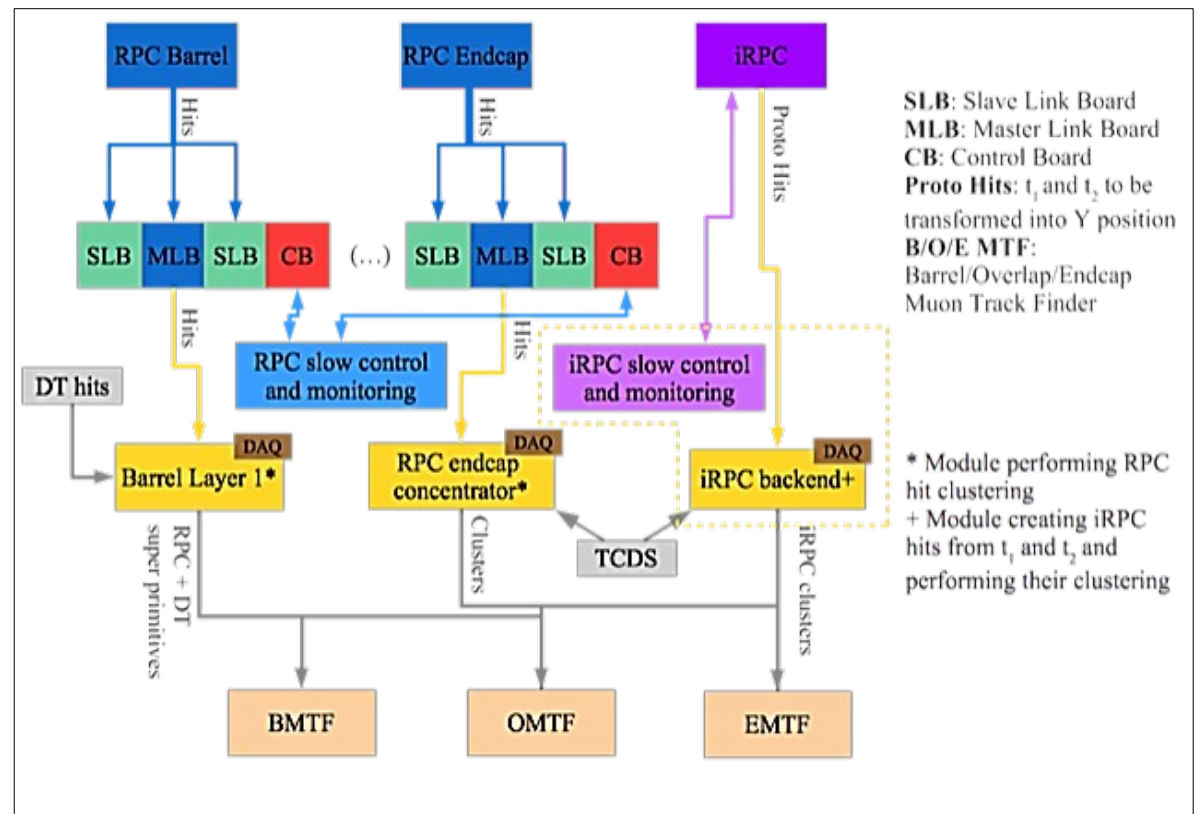 RPC Barrel
RPC Endcap
iRPC
Hits
Hits
Proto Hits
SLB: Slave Link Board
MLB: Master Link Board
CB: Control Board
Proto Hits: t₁ and t₂ to be
transformed into Y position
B/O/E MTF:
Barrel/Overlap/Endcap
Muon Track Finder
SLB MLB SLB CB (...) SLB MLB SLB CB
Hits
Hits
RPC slow control
and monitoring
iRPC slow control
and monitoring
DT hits
DAQ
Barrel Layer 1*
DAQ
RPC endcap
concentrator*
DAQ
iRPC backend+
* Module performing RPC
hit clustering
+ Module creating iRPC
hits from t₁ and t₂ and
performing their clustering
TCDS
RPC + DT
super primitives
Clusters
iRPC clusters
BMTF
OMTF
EMTF